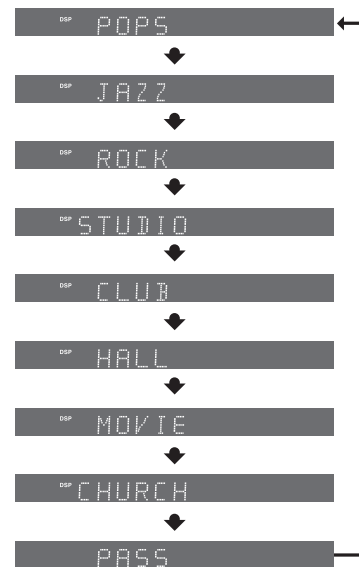 DSP POPS
DSP JAZZ
DSP ROCK
DSP STUDIO
DSP CLUB
DSP HALL
DSP MOVIE
DSP CHURCH
PASS